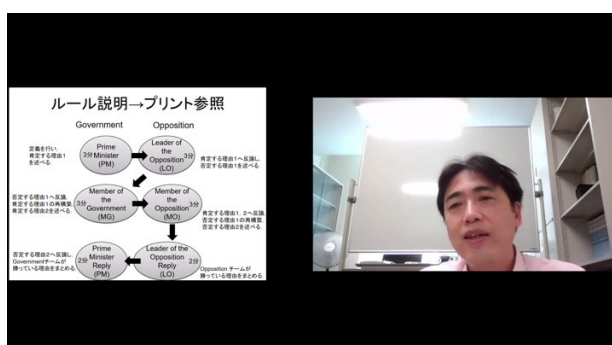 ルール説明→プリント参照
Government
Opposition
定義を行い、
肯定する理由1
を述べる.
3分
Prime
Minister
(PM)
Leader of
the
Opposition
(LO)
3分
肯定する理由1へ反論し、
否定する理由1を述べる.
否定する理由1へ反論、
肯定する理由1の再構築、
肯定する理由2を述べる.
3分
Member of
the
Government
(MG)
Member of
the
Opposition
(MO)
3分
肯定する理由1、2へ反論、
否定する理由1の再構築、
否定する理由2を述べる.
否定する理由2へ反論し、
Governmentチームが
勝っている理由をまとめる
2分
Prime
Minister
Reply
(PM)
Leader of the
Opposition
Reply
(LO)
2分
Opposition チームが
勝っている理由をまとめる